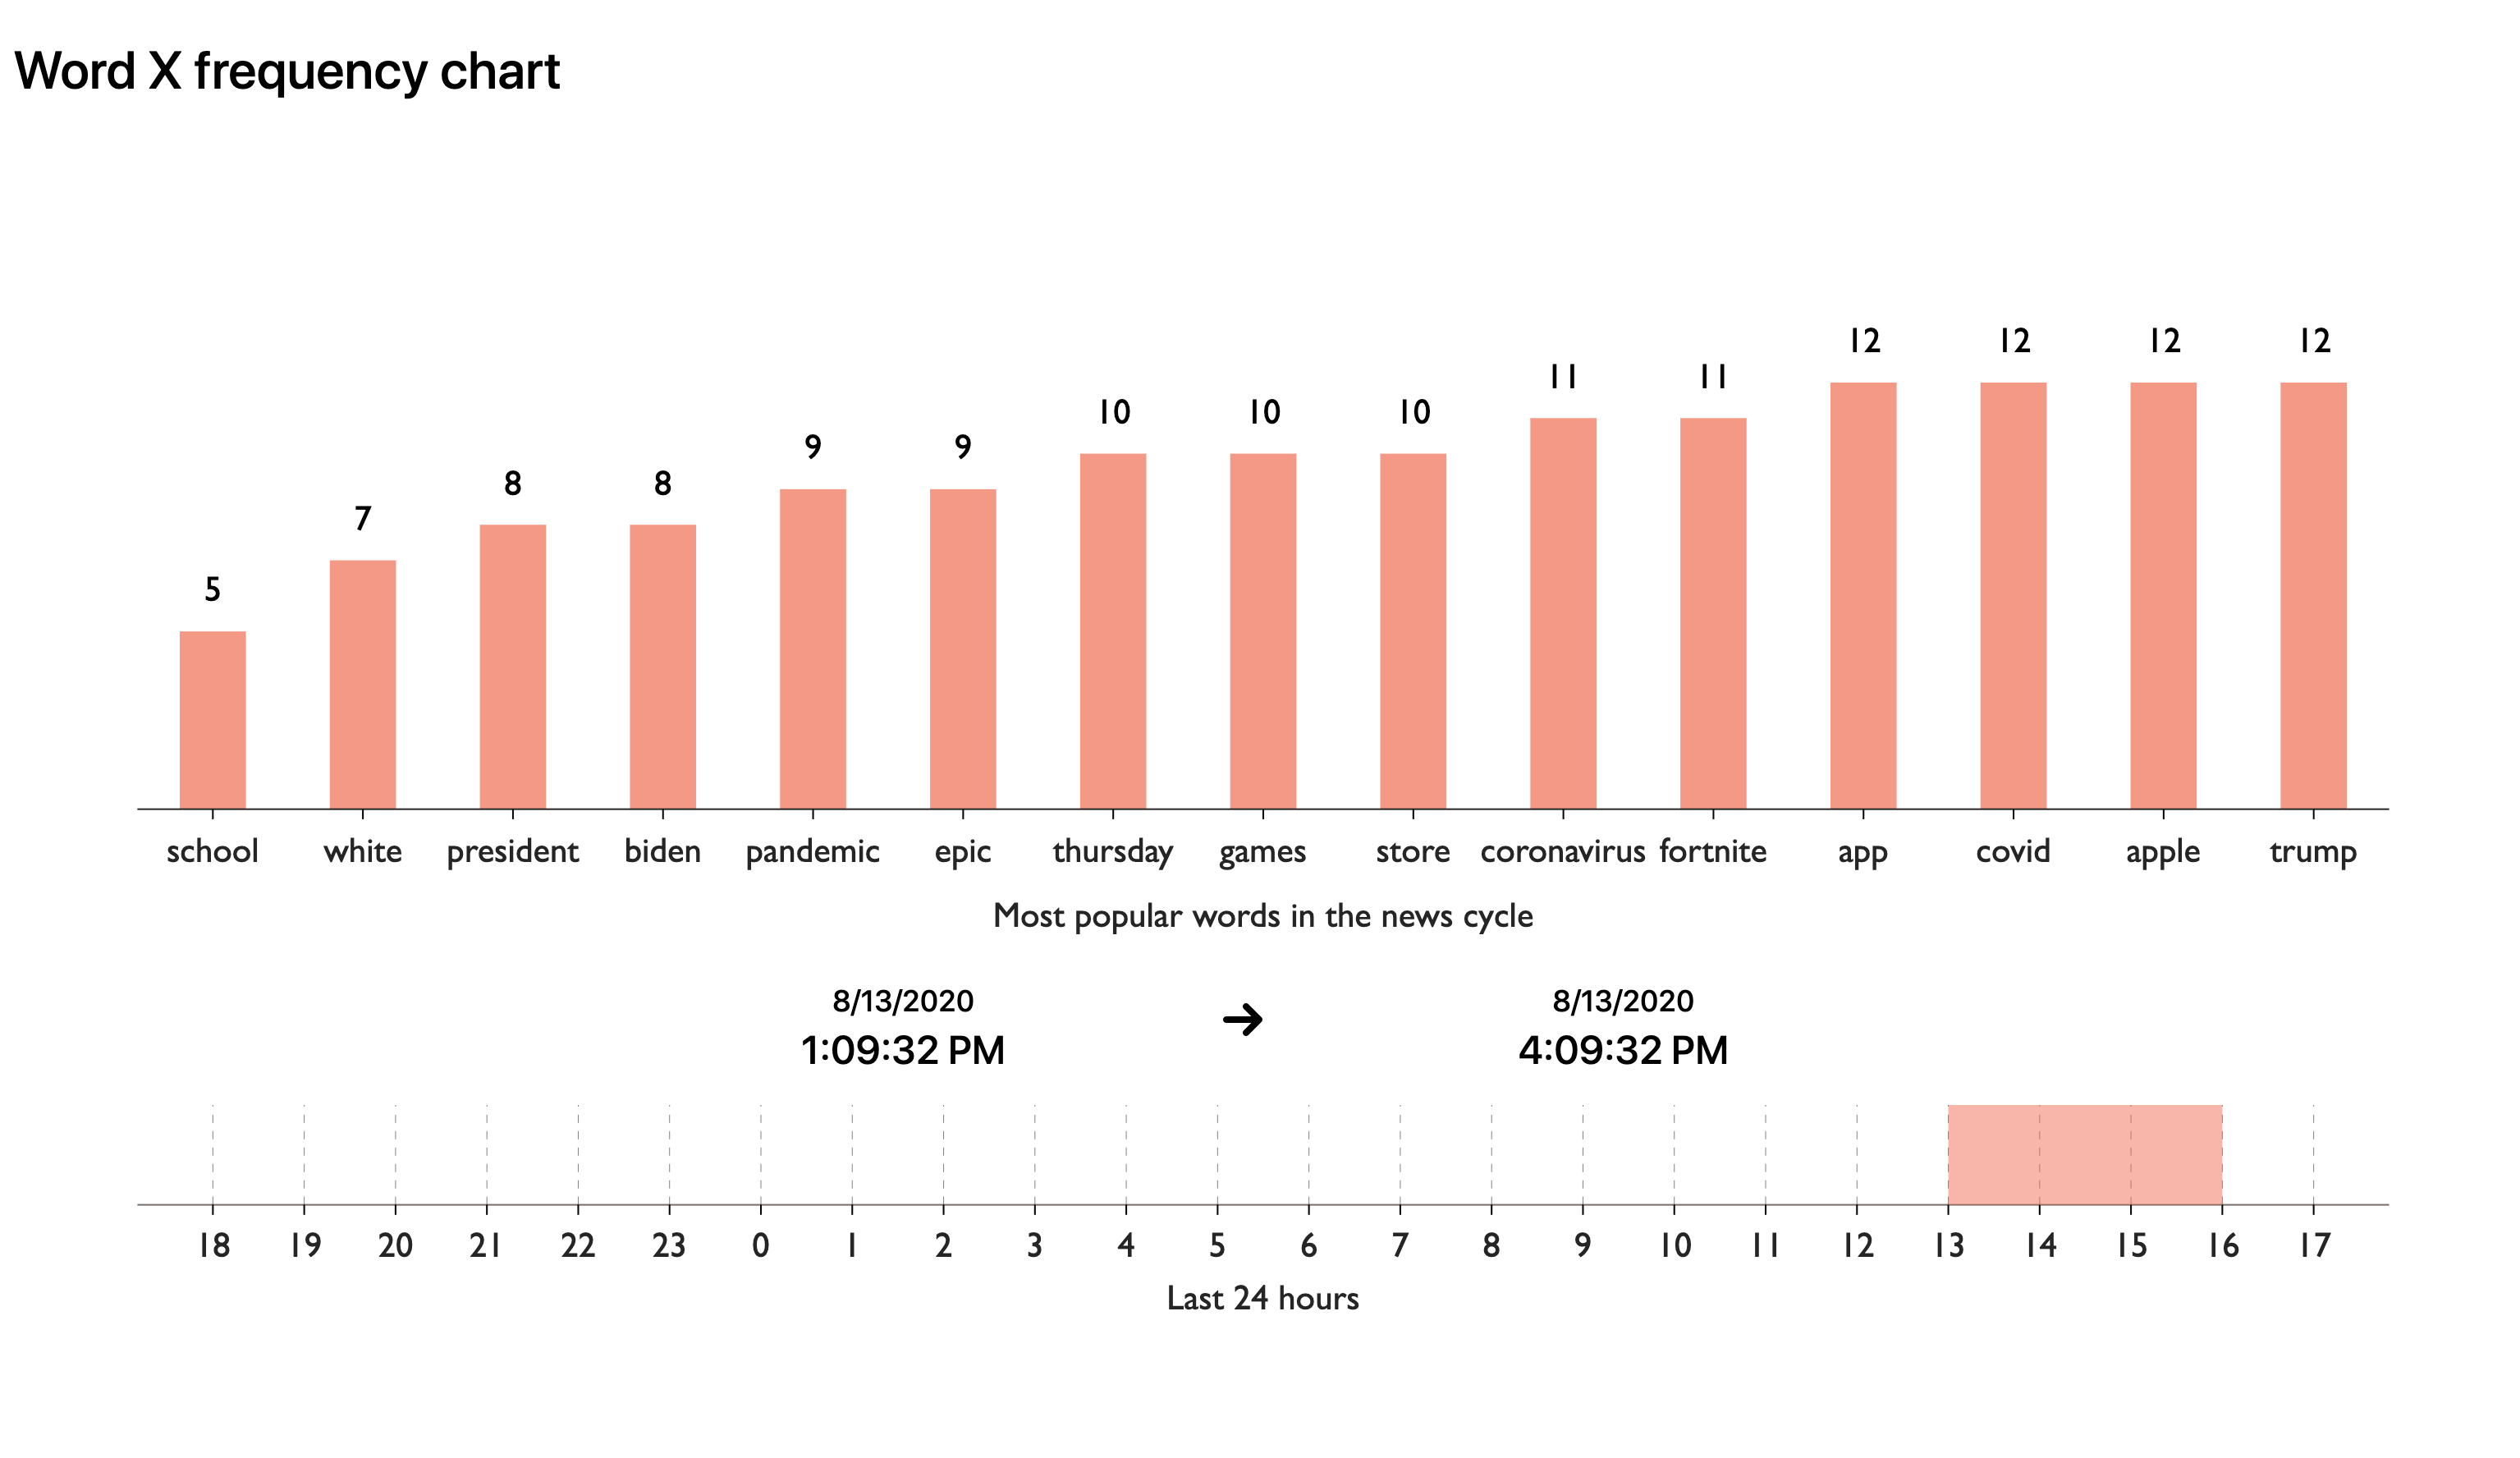 Word X frequency chart
12 12 12 12
11 11
10 10 10
9 9
8 8
7
5
school white president biden pandemic epic thursday games store coronavirus fortnite app covid apple trump
Most popular words in the news cycle
8/13/2020 8/13/2020
1:09:32 PM → 4:09:32 PM
18 19 20 21 22 23 0 1 2 3 4 5 6 7 8 9 10 11 12 13 14 15 16 17
Last 24 hours